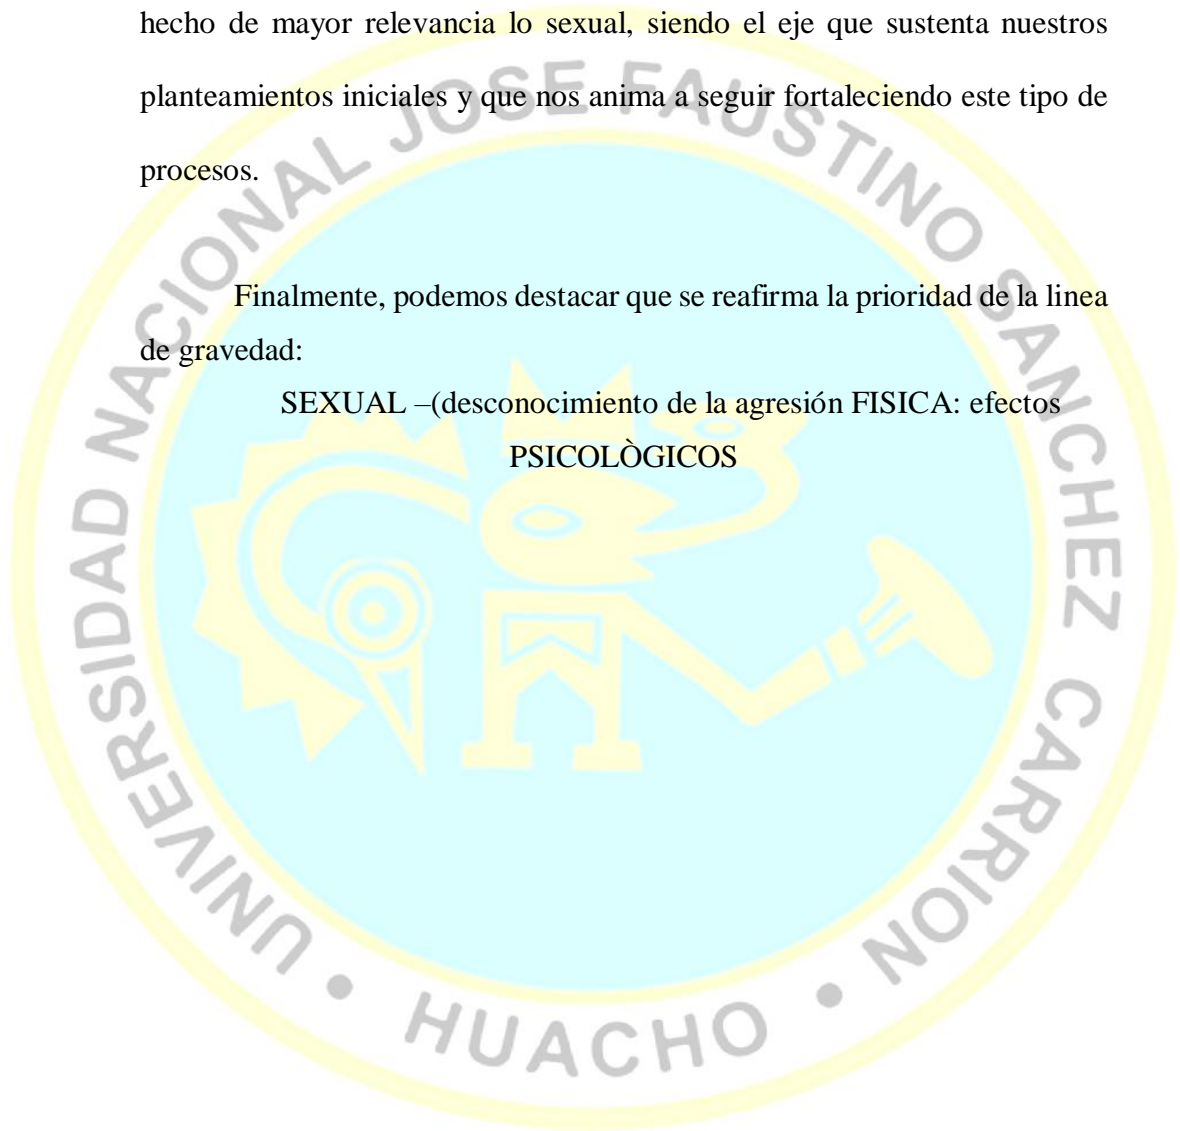 hecho de mayor relevancia lo sexual, siendo el eje que sustenta nuestros
planteamientos iniciales y que nos anima a seguir fortaleciendo este tipo de
procesos.
Finalmente, podemos destacar que se reafirma la prioridad de la linea
de gravedad:
SEXUAL –(desconocimiento de la agresión FISICA: efectos
PSICOLÒGICOS
UNIVERSIDAD NACIONAL JOSE FAUSTINO SANCHEZ CARRION • HUACHO •